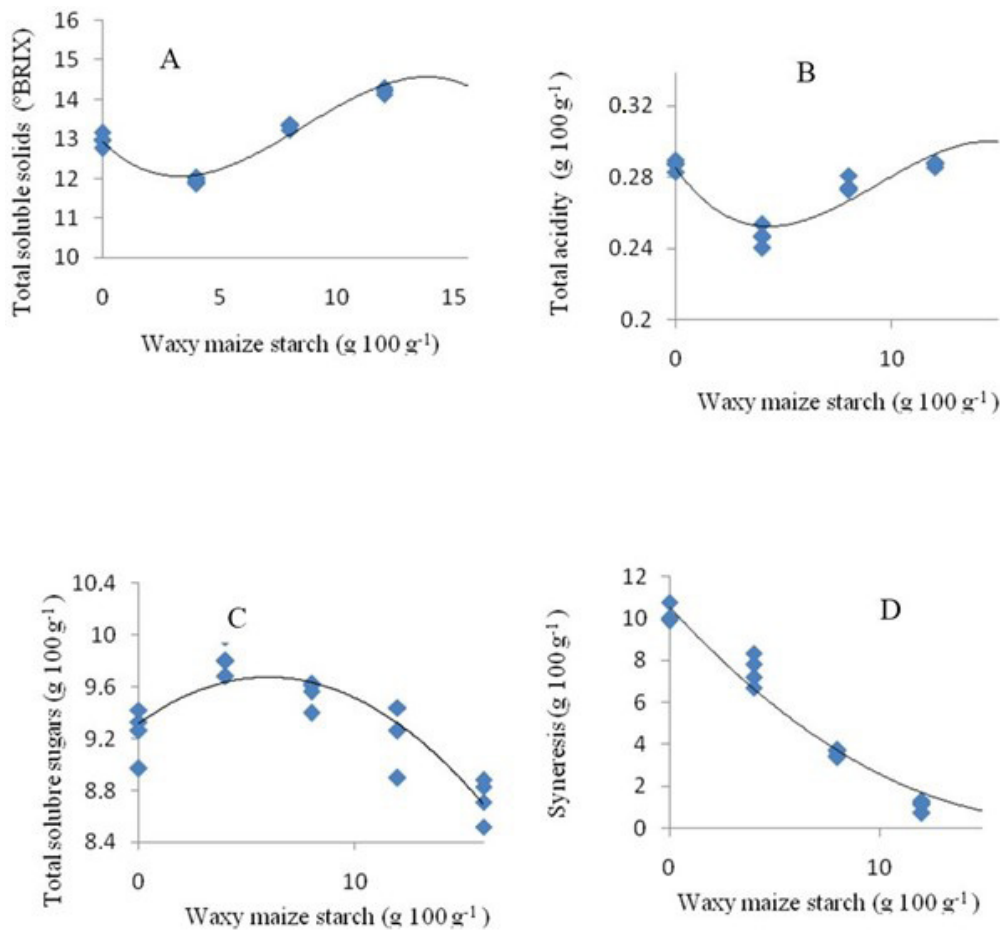 A
Total soluble solids (°BRIX)
16
15
14
13
12
11
10
0 5 10 15
Waxy maize starch (g 100 g-1)
B
Total acidity (g 100 g-1)
0.32
0.28
0.24
0.2
0 10
Waxy maize starch (g 100 g-1)
C
Total solubre sugars (g 100 g-1)
10.4
10
9.6
9.2
8.8
8.4
0 10
Waxy maize starch (g 100 g-1)
D
Syneresis (g 100 g-1)
12
10
8
6
4
2
0
0 10
Waxy maize starch (g 100 g-1)